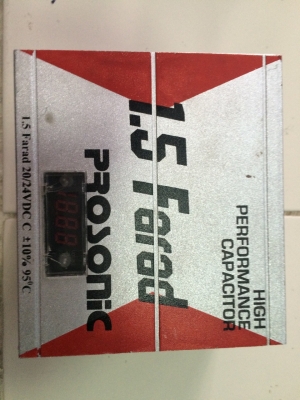 HIGH
PERFORMANCE
CAPACITOR
1.5 Farad
PROSONIC
1.5 Farad 20/24VDC C ±10% 95°C